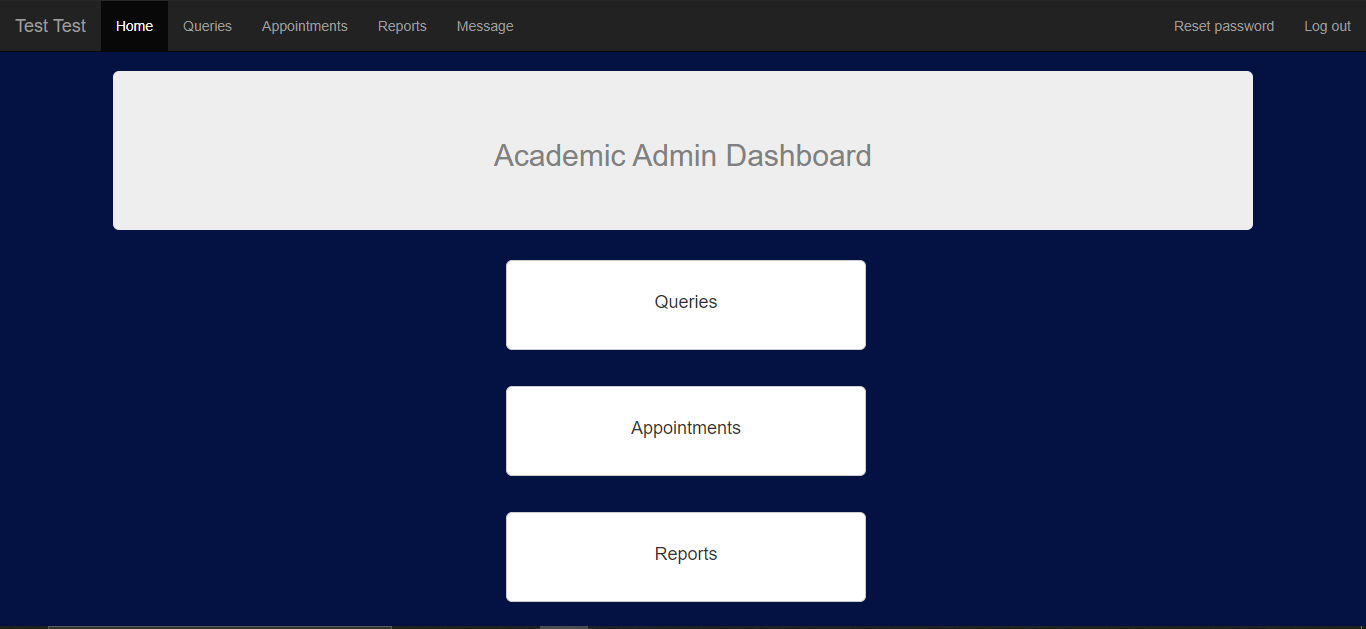 Test Test Home Queries Appointments Reports Message Reset password Log out
Academic Admin Dashboard
Queries
Appointments
Reports